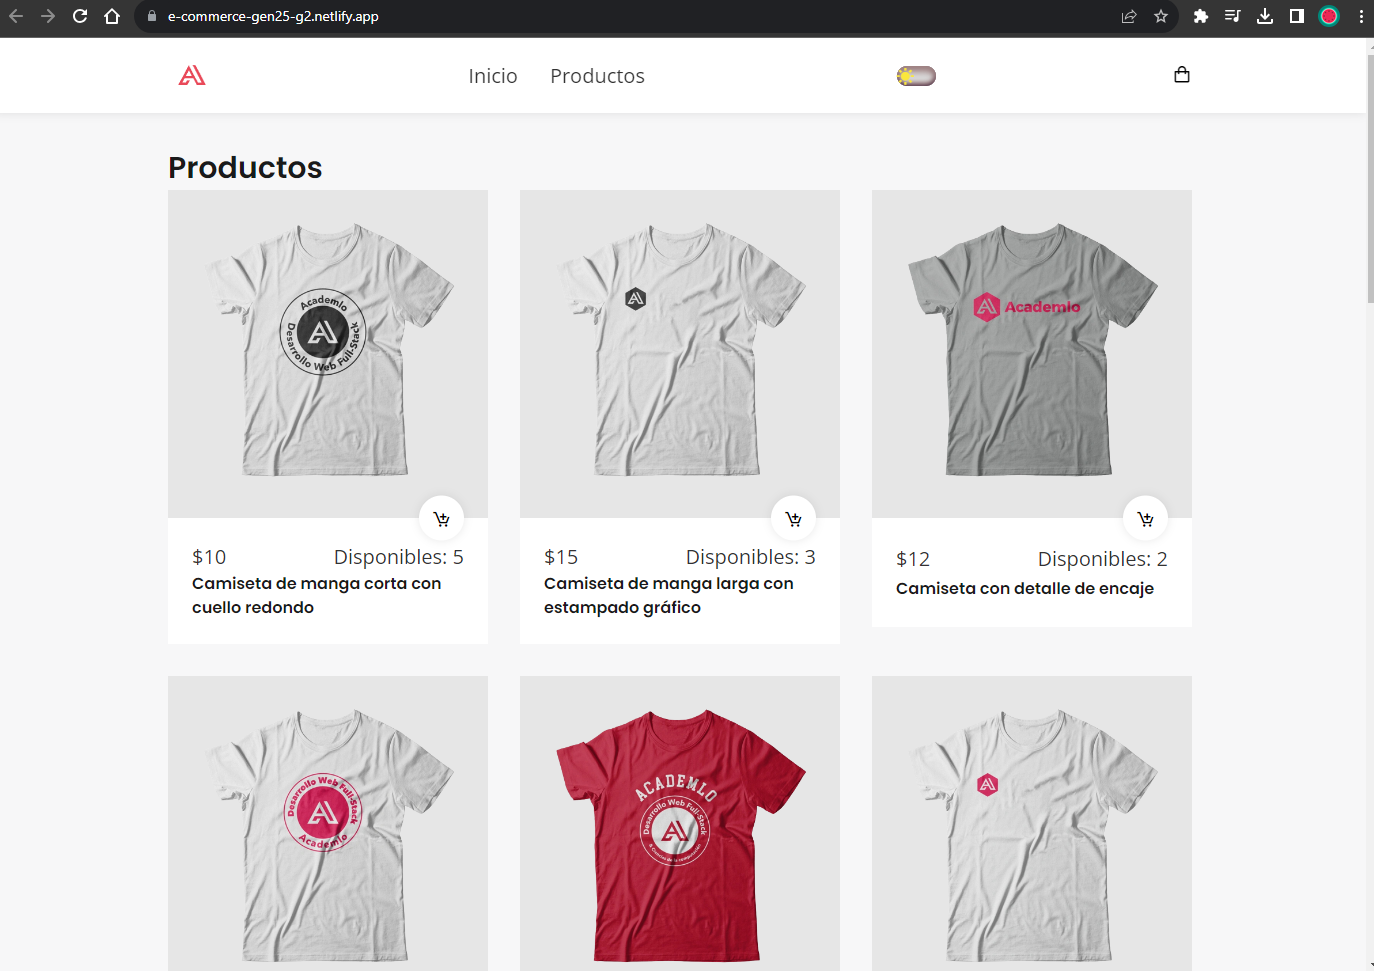 e-commerce-gen25-g2.netlify.app
Inicio
Productos
Productos
Academlo
Desarrollo Web Full-Stack
Academlo
$10
Disponibles: 5
Camiseta de manga corta con
cuello redondo
$15
Disponibles: 3
Camiseta de manga larga con
estampado gráfico
$12
Disponibles: 2
Camiseta con detalle de encaje
Desarrollo Web Full-Stack
Academlo
ACADEMLO
Desarrollo Web Full-Stack